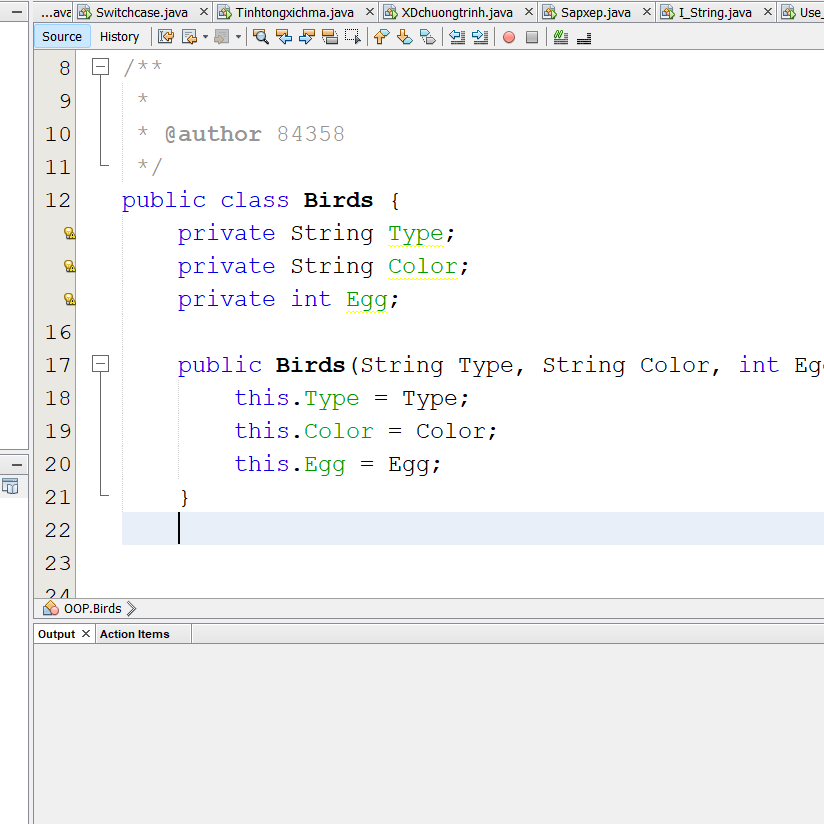 ...ava Switchcase.java Tinhtongxichma.java XDchuongtrinh.java Sapxep.java I_String.java Use_
Source History
8 /**
9 *
10 * @author 84358
11 */
12 public class Birds {
private String Type;
private String Color;
private int Egg;
16
17 public Birds(String Type, String Color, int Eg
18 this.Type = Type;
19 this.Color = Color;
20 this.Egg = Egg;
21 }
22
23
24
OOP.Birds
Output Action Items